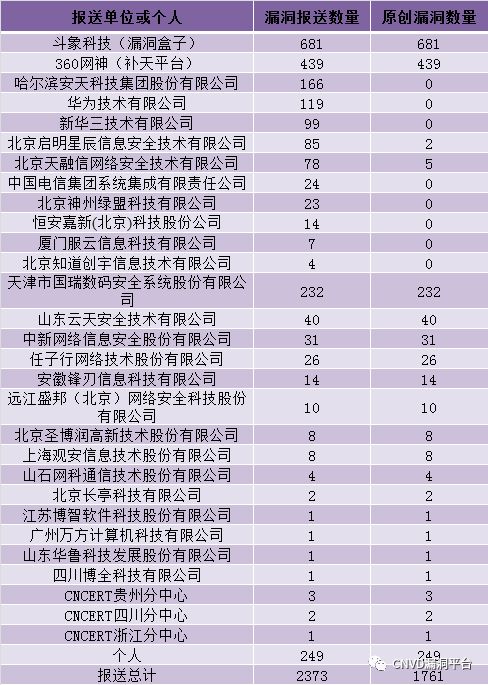 报送单位或个人 漏洞报送数量 原创漏洞数量
斗象科技（漏洞盒子） 681 681
360网神（补天平台） 439 439
哈尔滨安天科技集团股份有限公司 166 0
华为技术有限公司 119 0
新华三技术有限公司 99 0
北京启明星辰信息安全技术有限公司 85 2
北京天融信网络安全技术有限公司 78 5
中国电信集团系统集成有限责任公司 24 0
北京神州绿盟科技有限公司 23 0
恒安嘉新(北京)科技股份公司 14 0
厦门服云信息科技有限公司 7 0
北京知道创宇信息技术有限公司 4 0
天津市国瑞数码安全系统股份有限公
司 232 232
山东云天安全技术有限公司 40 40
中新网络信息安全股份有限公司 31 31
任子行网络技术股份有限公司 26 26
安徽锋刃信息科技有限公司 14 14
远江盛邦（北京）网络安全科技股份
有限公司 10 10
北京圣博润高新技术股份有限公司 8 8
上海观安信息技术股份有限公司 8 8
山石网科通信技术股份有限公司 4 4
北京长亭科技有限公司 2 2
江苏博智软件科技股份有限公司 1 1
广州万方计算机科技有限公司 1 1
山东华鲁科技发展股份有限公司 1 1
四川博全科技有限公司 1 1
CNCERT贵州分中心 3 3
CNCERT四川分中心 2 2
CNCERT浙江分中心 1 1
个人 249 249
报送总计 2373 1761
CNVD漏洞平台